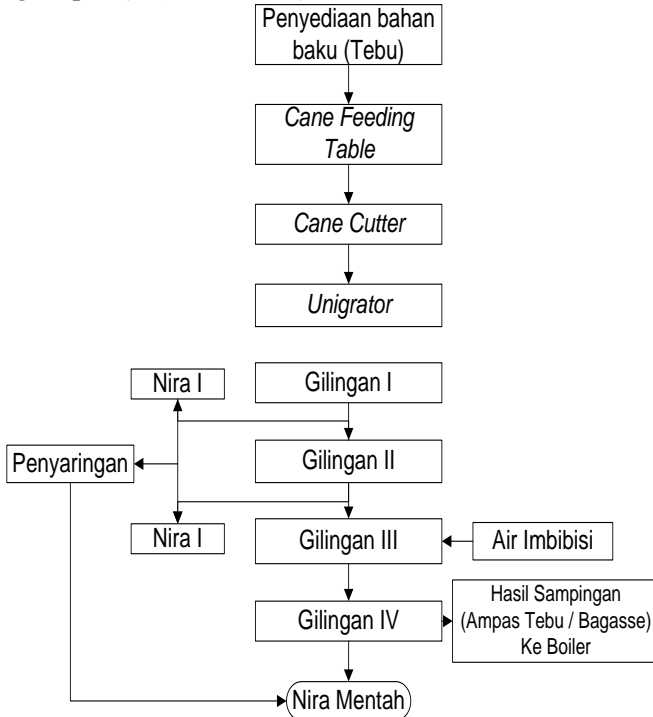 Penyediaan bahan
baku (Tebu)
Cane Feeding
Table
Cane Cutter
Unigrator
Nira I
Gilingan I
Penyaringan
Gilingan II
Nira I
Gilingan III
Air Imbibisi
Gilingan IV
Hasil Sampingan
(Ampas Tebu / Bagasse)
Ke Boiler
Nira Mentah